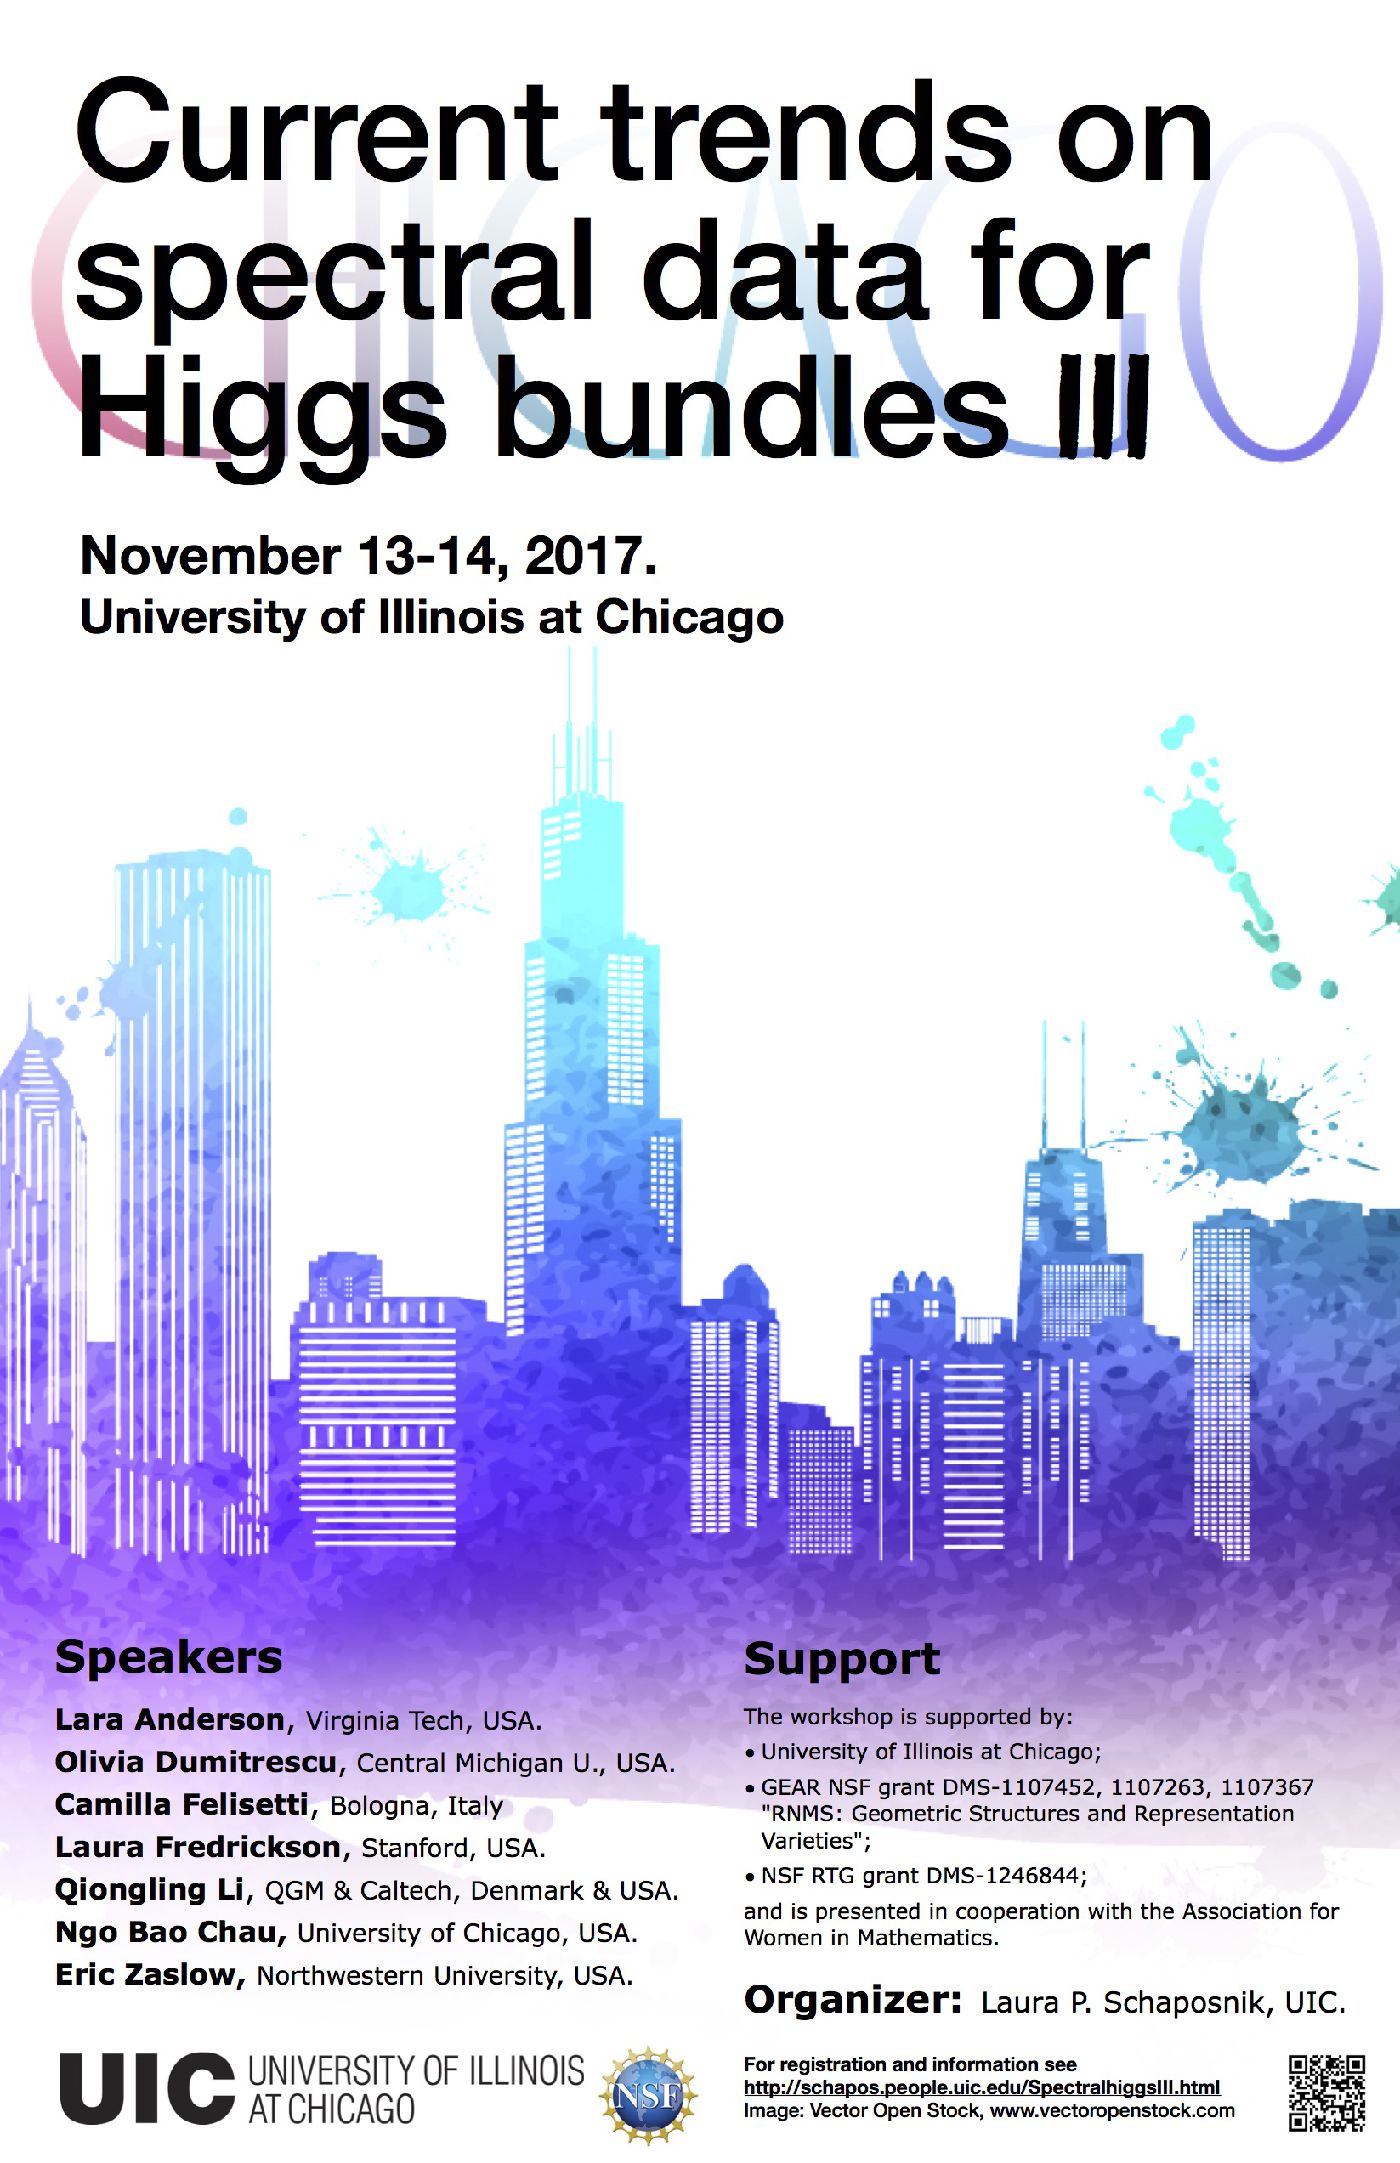 CHICAGO
Current trends on
spectral data for
Higgs bundles III
November 13-14, 2017.
University of Illinois at Chicago
Speakers
Lara Anderson, Virginia Tech, USA.
Olivia Dumitrescu, Central Michigan U., USA.
Camilla Felisetti, Bologna, Italy
Laura Fredrickson, Stanford, USA.
Qiongling Li, QGM & Caltech, Denmark & USA.
Ngo Bao Chau, University of Chicago, USA.
Eric Zaslow, Northwestern University, USA.
Support
The workshop is supported by:
• University of Illinois at Chicago;
• GEAR NSF grant DMS-1107452, 1107263, 1107367
"RNMS: Geometric Structures and Representation
Varieties";
• NSF RTG grant DMS-1246844;
and is presented in cooperation with the Association for
Women in Mathematics.
Organizer: Laura P. Schaposnik, UIC.
UIC UNIVERSITY OF ILLINOIS
AT CHICAGO
NSF
For registration and information see
http://schapos.people.uic.edu/SpectralhiggsIII.html
Image: Vector Open Stock, www.vectoropenstock.com